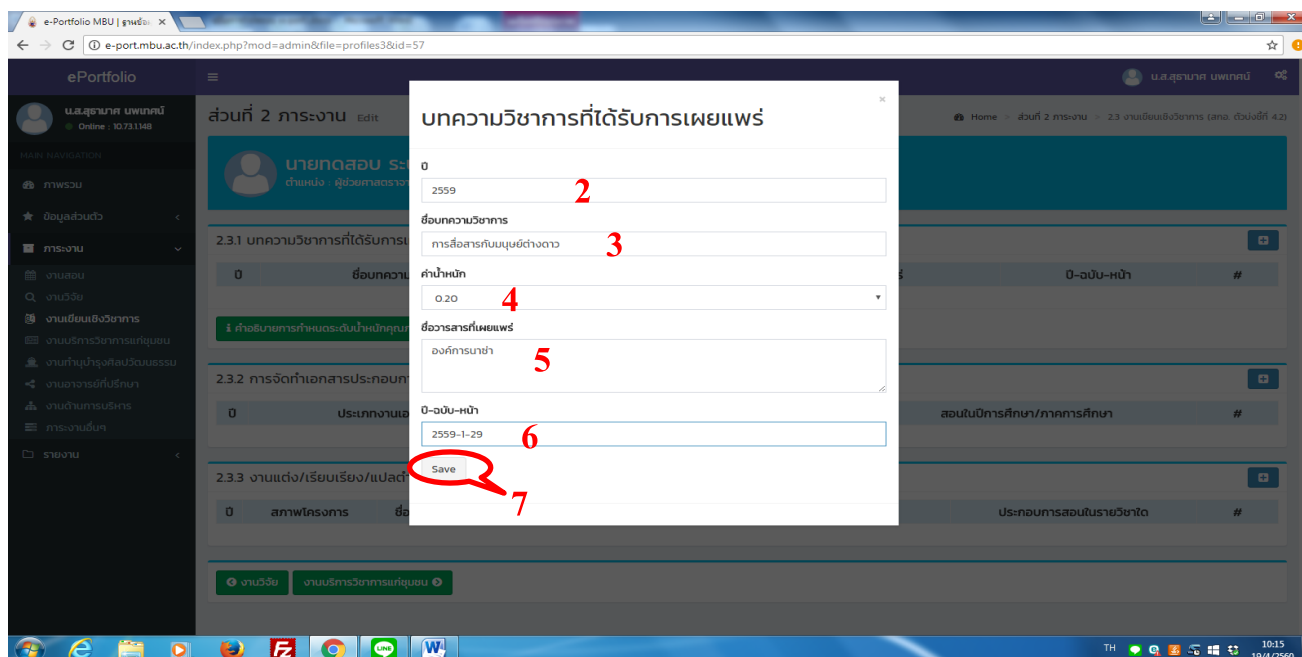 e-Portfolio MBU | ฐานข้อ
e-port.mbu.ac.th/index.php?mod=admin&file=profiles3&id=57
ePortfolio
น.ส.สุธามาศ นพเทศน์
น.ส.สุธามาศ นพเทศน์
Online : 10.73.1.148
MAIN NAVIGATION
ภาพรวม
ข้อมูลส่วนตัว
ภาระงาน
งานสอน
งานวิจัย
งานเขียนเชิงวิชาการ
งานบริการวิชาการแก่ชุมชน
งานทำนุบำรุงศิลปวัฒนธรรม
งานอาจารย์ที่ปรึกษา
งานด้านการบริหาร
ภาระงานอื่นๆ
รายงาน
ส่วนที่ 2 ภาระงาน Edit
Home > ส่วนที่ 2 ภาระงาน > 2.3 งานเขียนเชิงวิชาการ (สกอ. ตัวบ่งชี้ที่ 4.2)
นายทดสอบ
ตำแหน่ง : ผู้ช่วยศาสตราจา
2.3.1 บทความวิชาการที่ได้รับการเ
ปี ชื่อบทความ ปี-ฉบับ-หน้า #
คำอธิบายการกำหนดระดับน้ำหนักคุณภ
2.3.2 การจัดทำเอกสารประกอบกา
ปี ประเภทงานเอ สอนในปีการศึกษา/ภาคการศึกษา #
2.3.3 งานแต่ง/เรียบเรียง/แปลตำ
ปี สภาพโครงการ ชื่อ ประกอบการสอนในรายวิชาใด #
งานวิจัย งานบริการวิชาการแก่ชุมชน
บทความวิชาการที่ได้รับการเผยแพร่
×
ปี
2559
2
ชื่อบทความวิชาการ
การสื่อสารกับมนุษย์ต่างดาว
3
ค่าน้ำหนัก
0.20
4
ชื่อวารสารที่เผยแพร่
องค์การนาซ่า
5
ปี-ฉบับ-หน้า
2559-1-29
6
Save
7
LINE
TH
10:15
19/4/2560